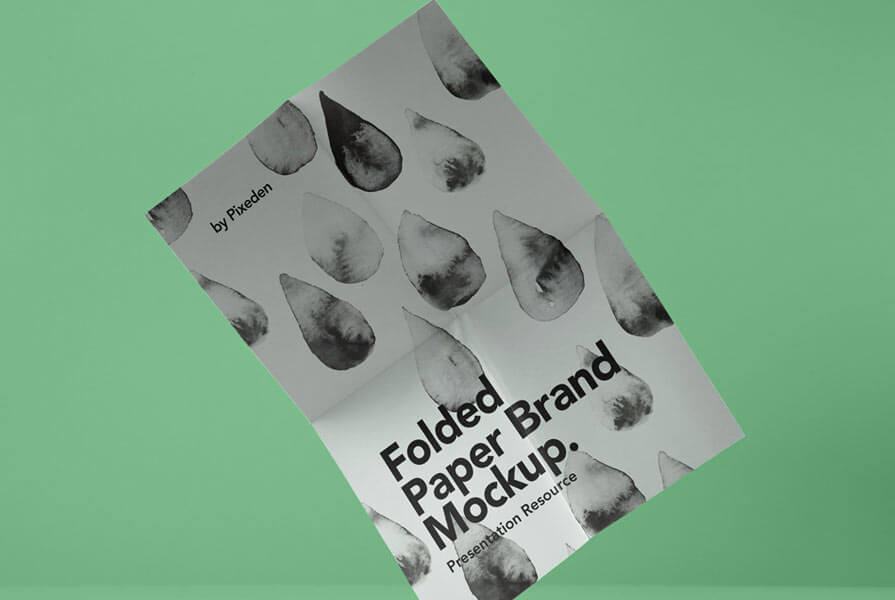 by Pixeden
Folded
Paper Brand
Mockup.
Presentation Resource